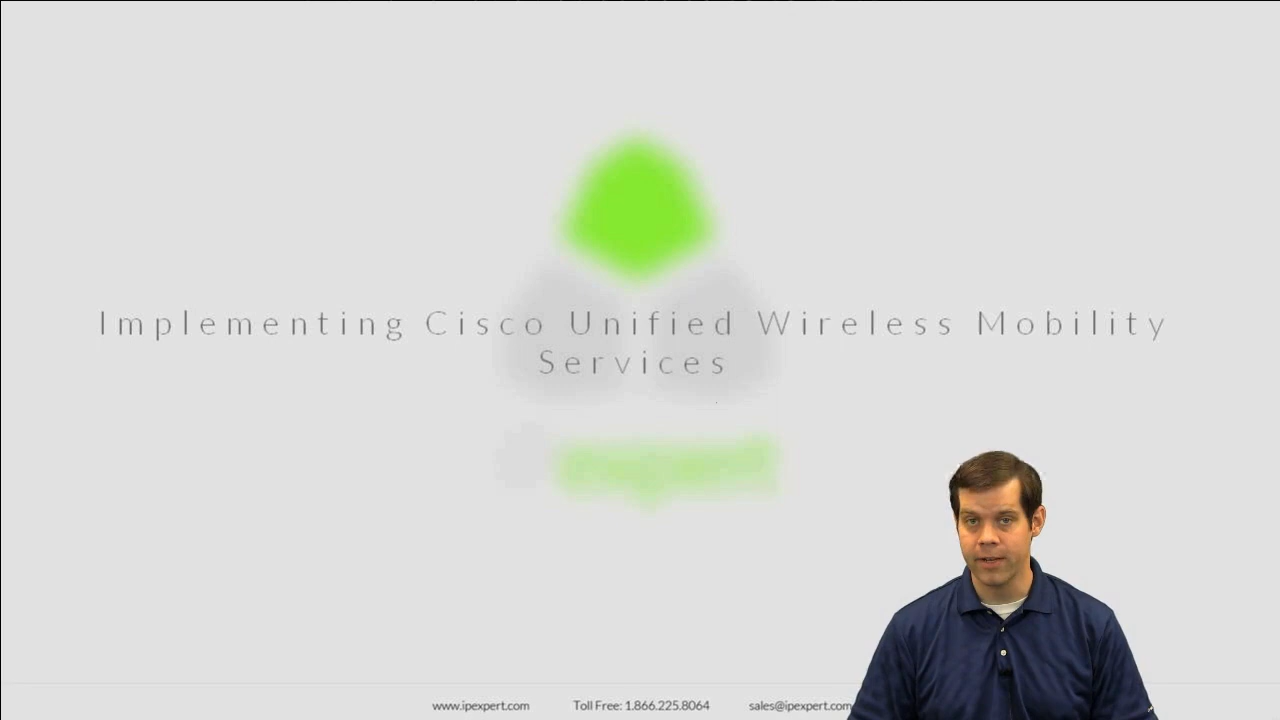 Implementing Cisco Unified Wireless Mobility
Services
www.ipexpert.com Toll Free: 1.866.225.8064 sales@ipexpert.com